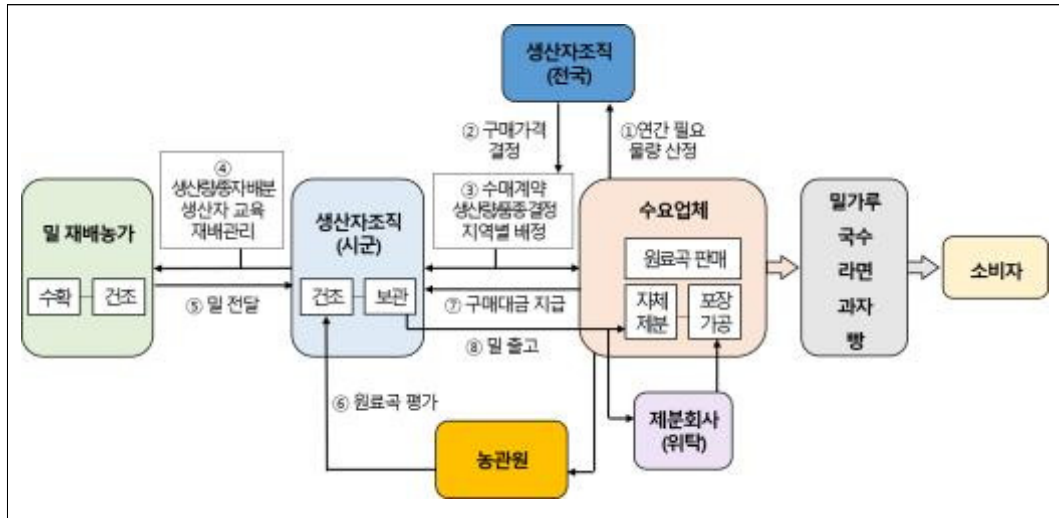 생산자조직
(전국)
② 구매가격
결정
①연간 필요
물량 산정
④
생산량/종자 배분
생산자 교육
재배관리
③ 수매계약
생산량/품종 결정
지역별 배정
밀 재배농가
수확
건조
⑤ 밀 전달
생산자조직
(시군)
건조
보관
⑦ 구매대금 지급
⑧ 밀 출고
수요업체
원료곡 판매
자체
제분
포장
가공
밀가루
국수
라면
과자
빵
소비자
⑥ 원료곡 평가
농관원
제분회사
(위탁)